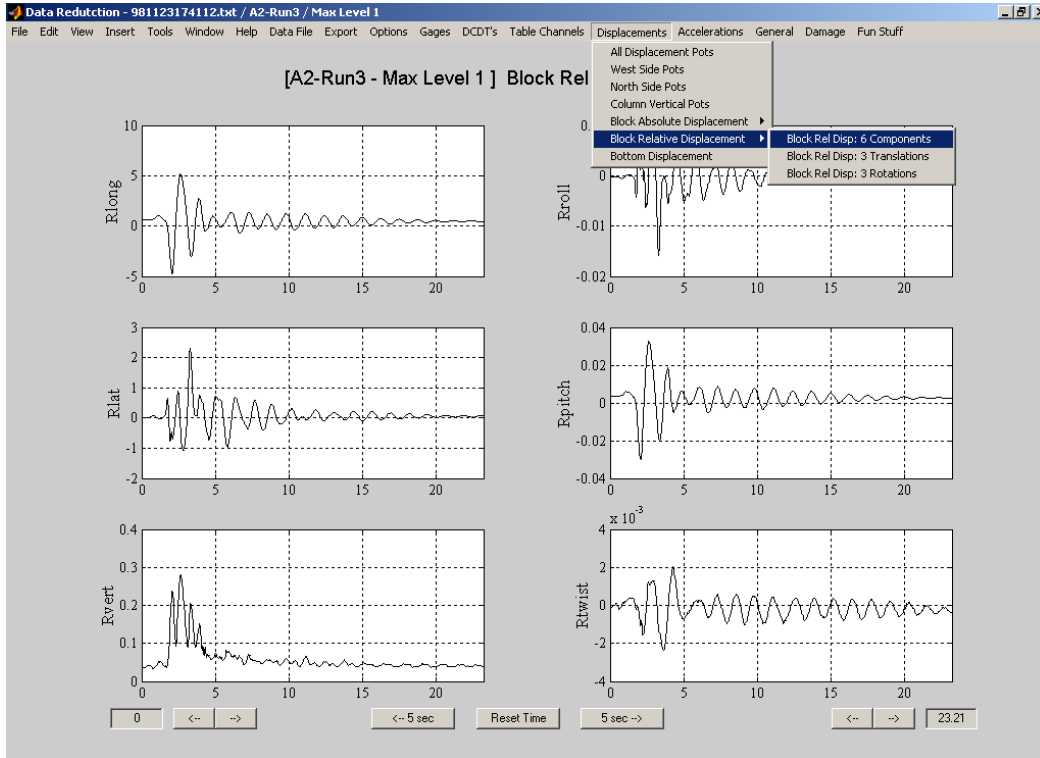 Data Redutction - 981123174112.txt / A2-Run3 / Max Level 1
File Edit View Insert Tools Window Help Data File Export Options Gages DCDT's Table Channels Displacements Accelerations General Damage Fun Stuff
All Displacement Pots
West Side Pots
North Side Pots
Column Vertical Pots
Block Absolute Displacement
Block Relative Displacement
Bottom Displacement
Block Rel Disp: 6 Components
Block Rel Disp: 3 Translations
Block Rel Disp: 3 Rotations
[A2-Run3 - Max Level 1 ] Block Rel
Rlong
10
5
0
-5
0 5 10 15 20
Rroll
0.
0
-0.01
-0.02
0 5 10 15 20
Rlat
3
2
1
0
-1
-2
0 5 10 15 20
Rpitch
0.04
0.02
0
-0.02
-0.04
0 5 10 15 20
Rvert
0.4
0.3
0.2
0.1
0
0 5 10 15 20
Rtwist
x 10-3
4
2
0
-2
-4
0 5 10 15 20
0 <-- --> <-- 5 sec Reset Time 5 sec --> <-- --> 23.21